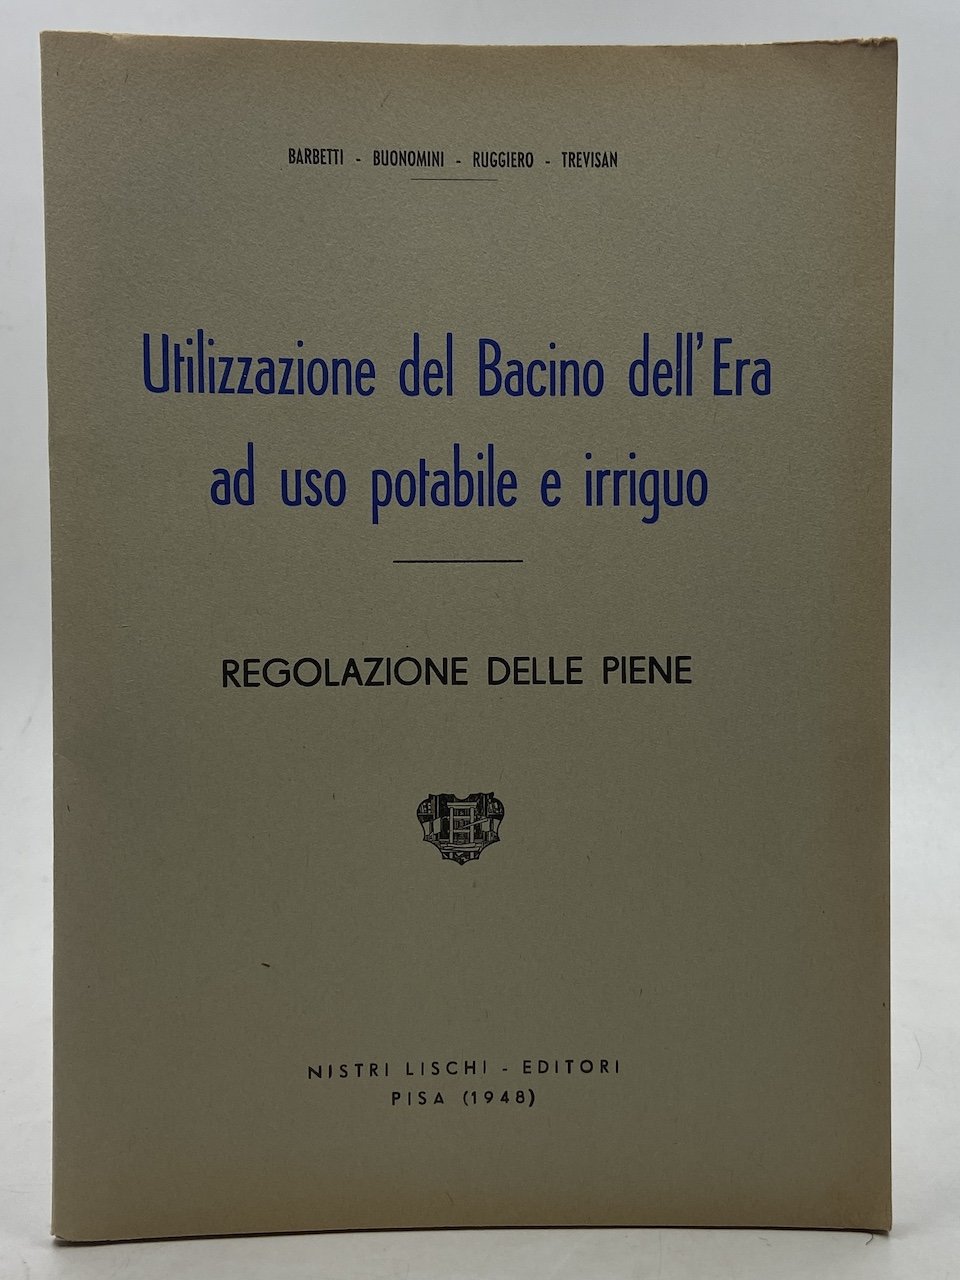 BARBETTI - BUONOMINI - RUGGIERO - TREVISAN
Utilizzazione del Bacino dell'Era
ad uso potabile e irriguo
REGOLAZIONE DELLE PIENE
NISTRI LISCHI - EDITORI
PISA (1948)